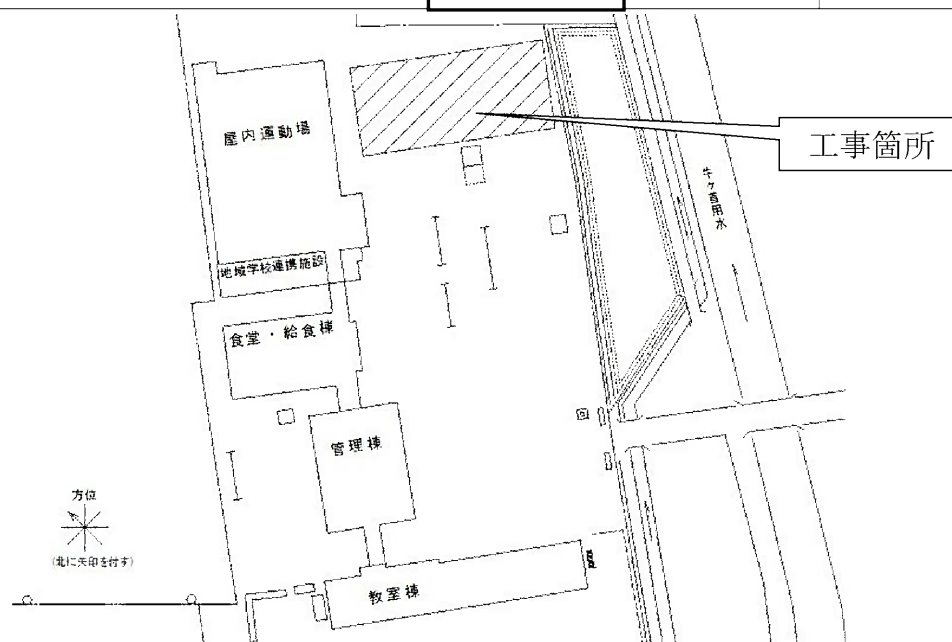 屋内運動場
工事箇所
牛ヶ首用水
地域学校連携施設
食堂・給食棟
管理棟
方位
(北に矢印を付す)
教室棟